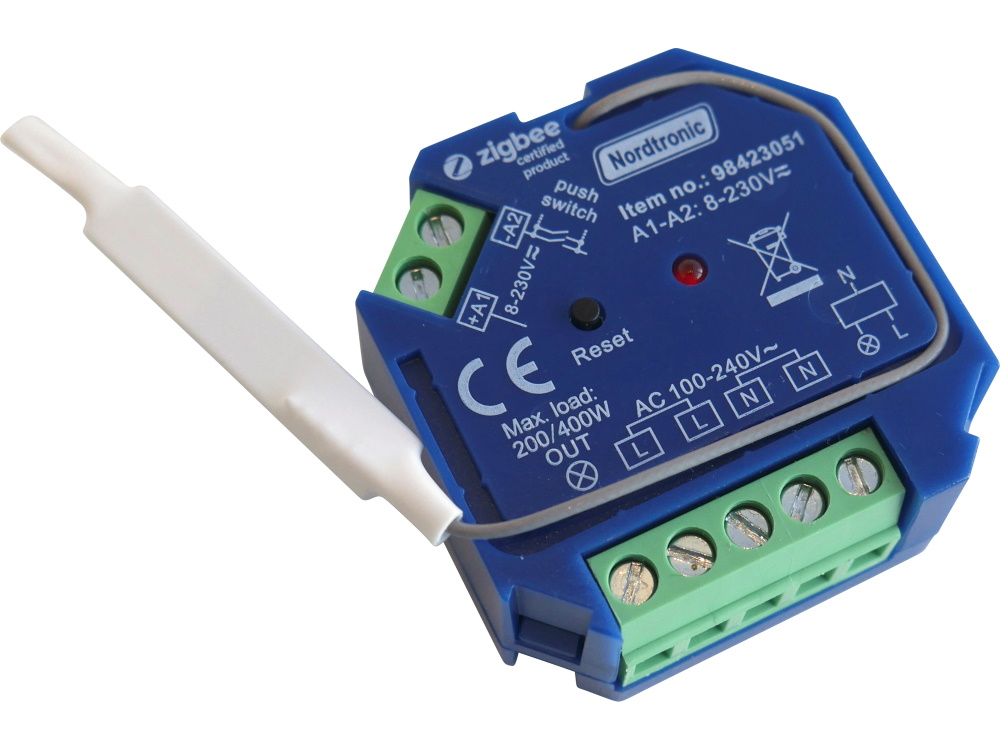 zigbee
certified
product
Nordtronic
Item no.: 98423051
A1-A2: 8-230V≂
push
switch
-A2
8-230V≂
+A1
Reset
N
L
CE
Max. load:
200/400W
OUT
AC 100-240V~
L L N N